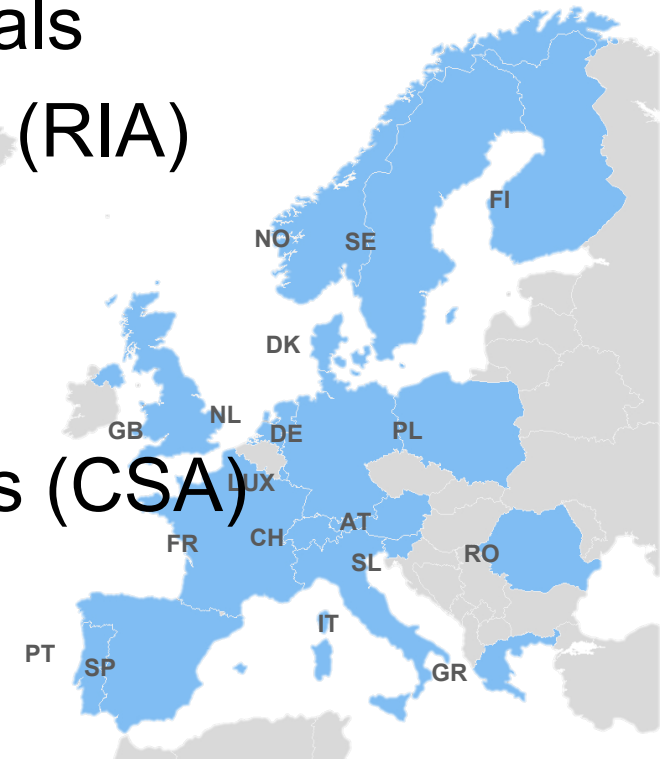 als
(RIA)
FI
NO
SE
DK
NL
GB
DE
PL
s (CSA)
LUX
AT
CH
FR
RO
SL
IT
PT
SP
GR